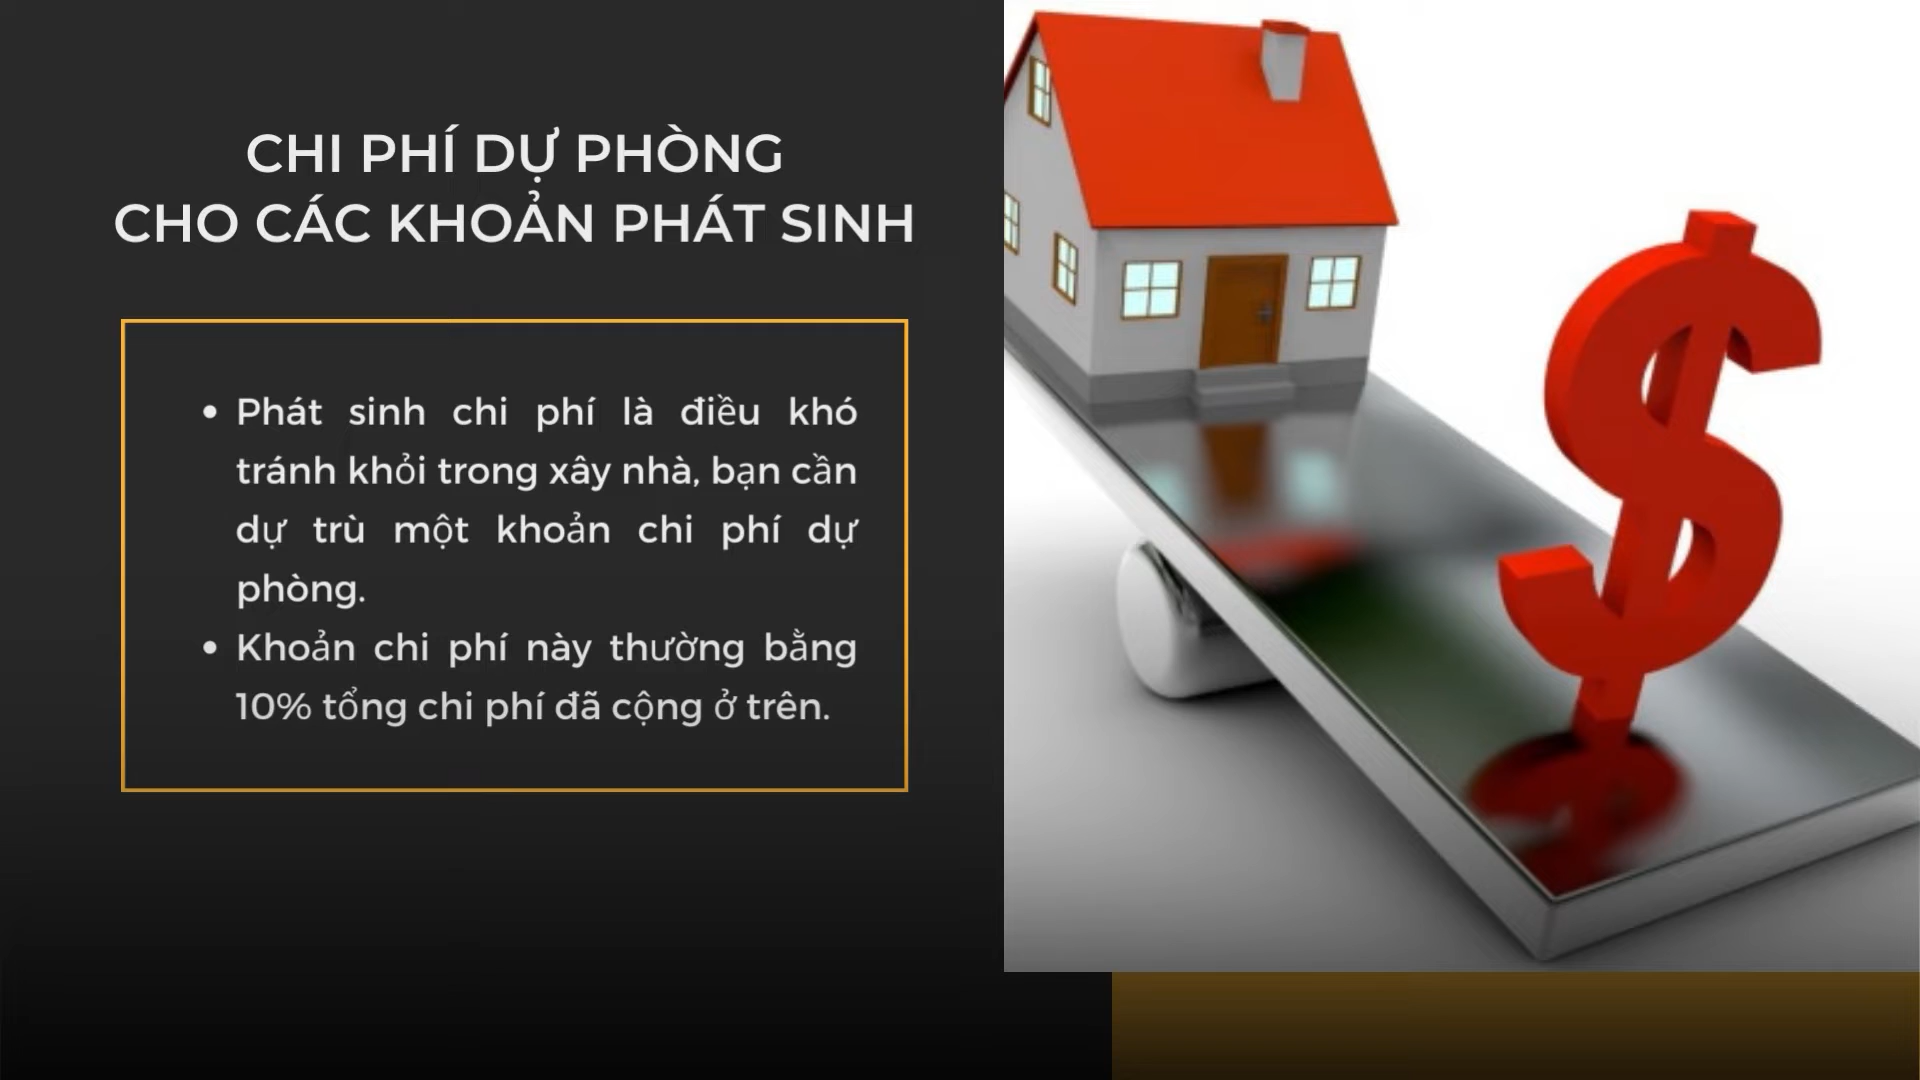 CHI PHÍ DỰ PHÒNG
CHO CÁC KHOẢN PHÁT SINH
• Phát sinh chi phí là điều khó
tránh khỏi trong xây nhà, bạn cần
dự trù một khoản chi phí dự
phòng.
• Khoản chi phí này thường bằng
10% tổng chi phí đã cộng ở trên.
$